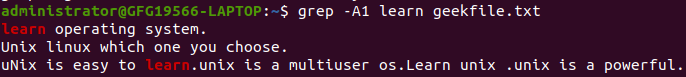 administrator@GFG19566-LAPTOP:~$ grep -A1 learn geekfile.txt
learn operating system.
Unix linux which one you choose.
uNix is easy to learn.unix is a multiuser os.Learn unix .unix is a powerful.